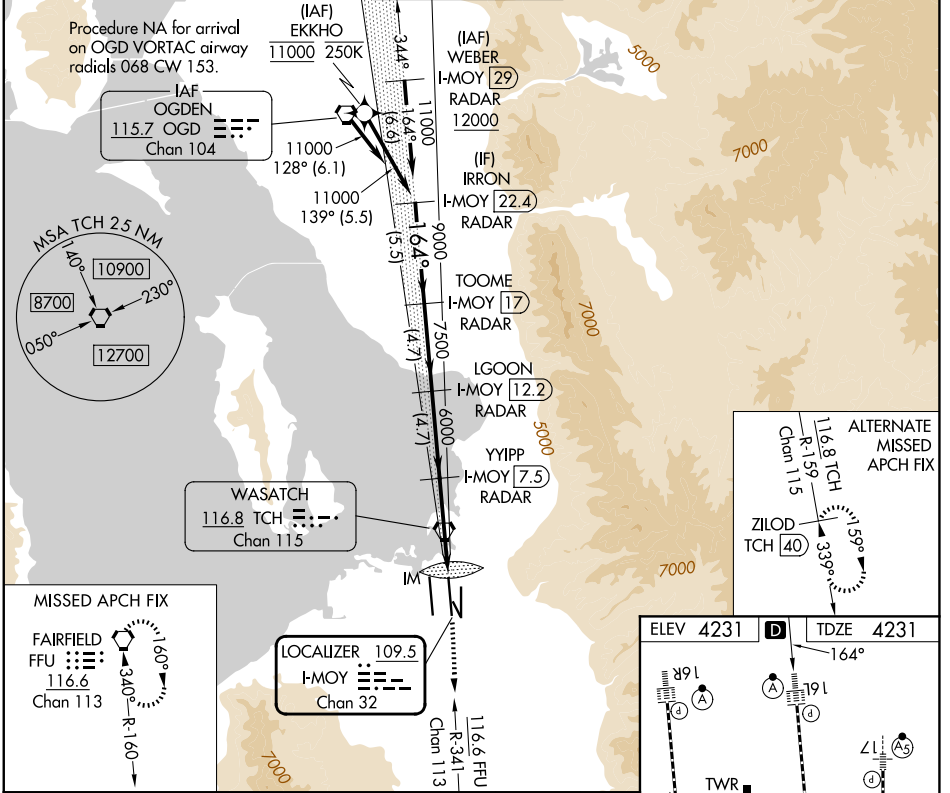 Procedure NA for arrival
on OGD VORTAC airway
radials 068 CW 153.
(IAF)
EKKHO
11000 250K
IAF
OGDEN
115.7 OGD
Chan 104
11000
128° (6.1)
11000
139° (5.5)
344°
164°
(6.6)
11000
(IAF)
WEBER
I-MOY 29
RADAR
12000
(IF)
IRRON
I-MOY 22.4
RADAR
164°
(5.5)
9000
TOOME
I-MOY 17
RADAR
(4.7)
7500
LGOON
I-MOY 12.2
RADAR
(4.7)
6000
YYIPP
I-MOY 7.5
RADAR
5000
7000
7000
5000
7000
7000
MSA TCH 25 NM
140°
10900
8700
230°
050°
12700
WASATCH
116.8 TCH
Chan 115
IM
LOCALIZER 109.5
I-MOY
Chan 32
116.6 FFU
R-341
Chan 113
MISSED APCH FIX
FAIRFIELD
FFU
116.6
Chan 113
160°
340°
R-160
ALTERNATE
MISSED
APCH FIX
116.8 TCH
R-159
Chan 115
ZILOD
TCH 40
159°
339°
ELEV 4231 D TDZE 4231
164°
16R
A
P
A
16L
P
17
A5
P
TWR